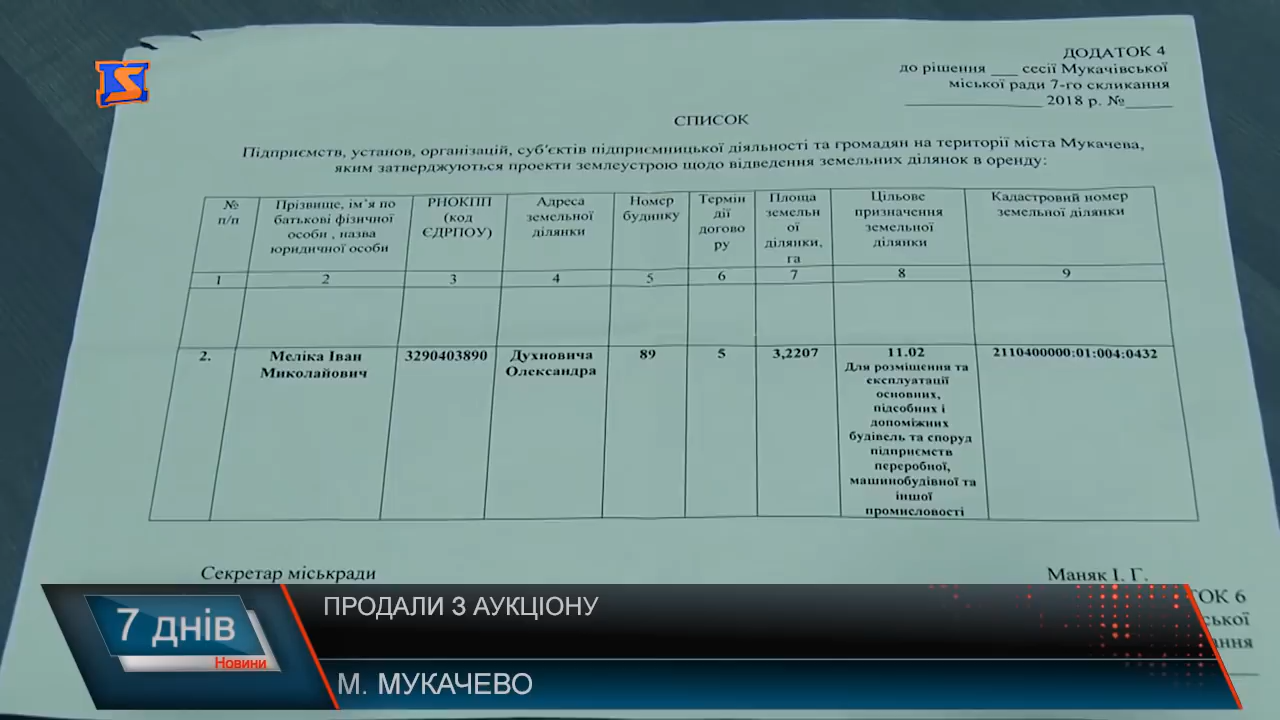 ДОДАТОК 4
до рішення ___ сесії Мукачівської
міської ради 7-го скликання
________________ 2018 р. №_____
СПИСОК
Підприємств, установ, організацій, суб'єктів підприємницької діяльності та громадян на території міста Мукачева,
яким затверджуються проекти землеустрою щодо відведення земельних ділянок в оренду:
№
п/п
Прізвище, ім'я по
батькові фізичної
особи , назва
юридичної особи
РНОКПП
(код
ЄДРПОУ)
Адреса
земельної
ділянки
Номер
будинку
Термін
дії
догово
ру
Площа
земельн
ої
ділянки,
га
Цільове
призначення
земельної
ділянки
Кадастровий номер
земельної ділянки
1 2 3 4 5 6 7 8 9
2.
Меліка Іван
Миколайович
3290403890
Духновича
Олександра
89
5
3,2207
11.02
Для розміщення та
експлуатації
основних,
підсобних і
допоміжних
будівель та споруд
підприємств
переробної,
машинобудівної та
іншої
промисловості
2110400000:01:004:0432
Секретар міськради
Маняк І. Г.
ТОК 6
ської
ання
7 днів
Новини
ПРОДАЛИ З АУКЦІОНУ
М. МУКАЧЕВО